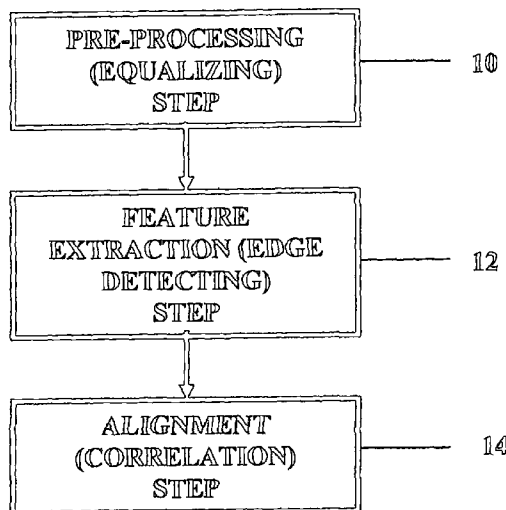 PRE-PROCESSING
(EQUALIZING)
STEP
10
FEATURE
EXTRACTION (EDGE
DETECTING)
STEP
12
ALIGNMENT
(CORRELATION)
STEP
14